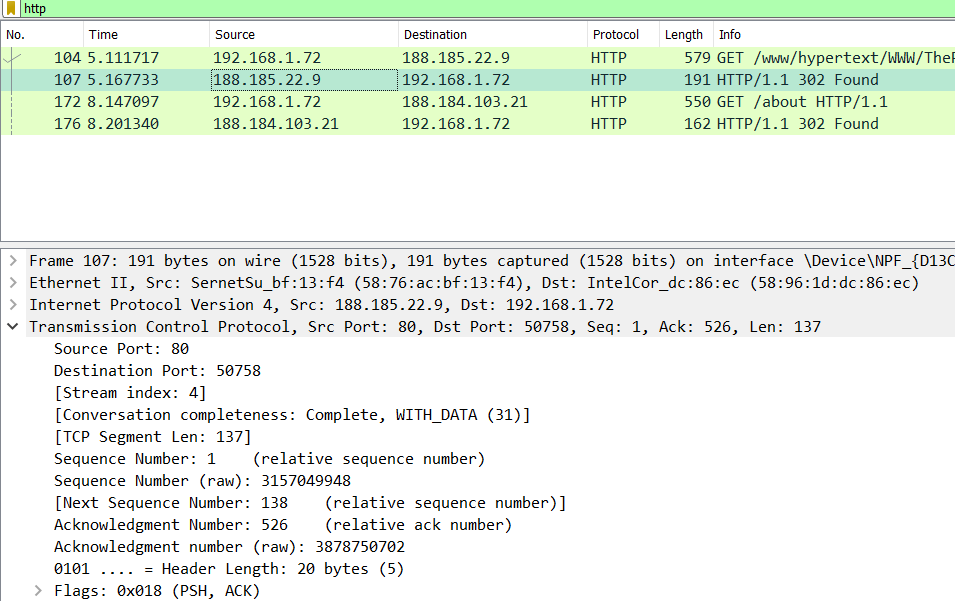 http
No. Time Source Destination Protocol Length Info
104 5.111717 192.168.1.72 188.185.22.9 HTTP 579 GET /www/hypertext/WWW/TheP
107 5.167733 188.185.22.9 192.168.1.72 HTTP 191 HTTP/1.1 302 Found
172 8.147097 192.168.1.72 188.184.103.21 HTTP 550 GET /about HTTP/1.1
176 8.201340 188.184.103.21 192.168.1.72 HTTP 162 HTTP/1.1 302 Found
Frame 107: 191 bytes on wire (1528 bits), 191 bytes captured (1528 bits) on interface \Device\NPF_{D13C
Ethernet II, Src: SernetSu_bf:13:f4 (58:76:ac:bf:13:f4), Dst: IntelCor_dc:86:ec (58:96:1d:dc:86:ec)
Internet Protocol Version 4, Src: 188.185.22.9, Dst: 192.168.1.72
Transmission Control Protocol, Src Port: 80, Dst Port: 50758, Seq: 1, Ack: 526, Len: 137
Source Port: 80
Destination Port: 50758
[Stream index: 4]
[Conversation completeness: Complete, WITH_DATA (31)]
[TCP Segment Len: 137]
Sequence Number: 1    (relative sequence number)
Sequence Number (raw): 3157049948
[Next Sequence Number: 138    (relative sequence number)]
Acknowledgment Number: 526    (relative ack number)
Acknowledgment number (raw): 3878750702
0101 .... = Header Length: 20 bytes (5)
Flags: 0x018 (PSH, ACK)